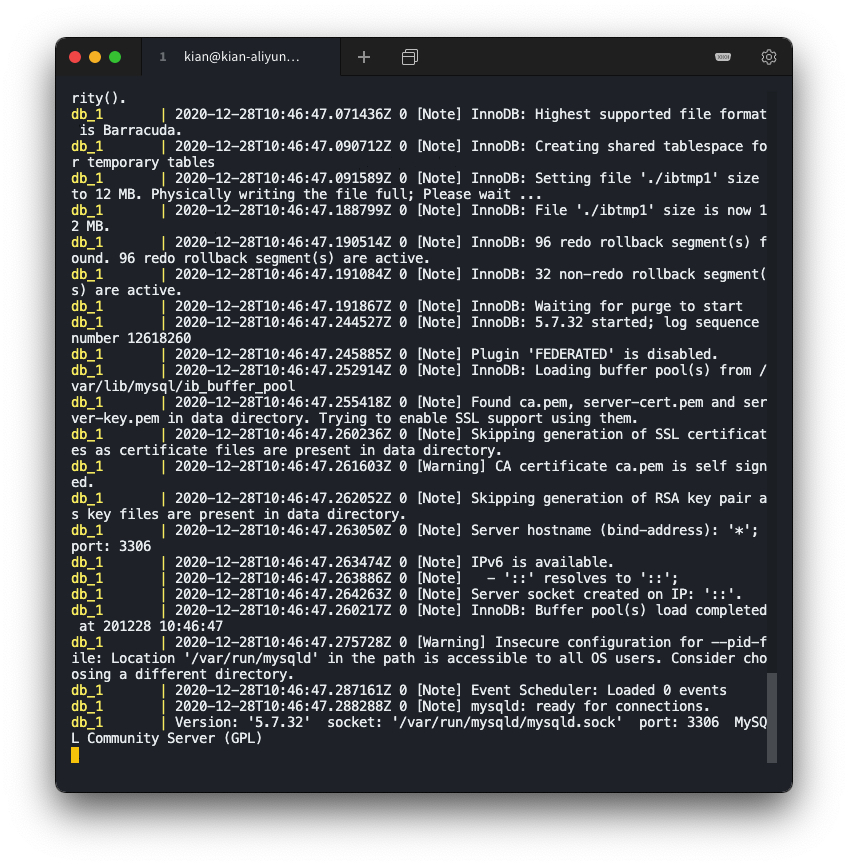 1 kian@kian-aliyun...
rity().
db_1       | 2020-12-28T10:46:47.071436Z 0 [Note] InnoDB: Highest supported file format
 is Barracuda.
db_1       | 2020-12-28T10:46:47.090712Z 0 [Note] InnoDB: Creating shared tablespace fo
r temporary tables
db_1       | 2020-12-28T10:46:47.091589Z 0 [Note] InnoDB: Setting file './ibtmp1' size
to 12 MB. Physically writing the file full; Please wait ...
db_1       | 2020-12-28T10:46:47.188799Z 0 [Note] InnoDB: File './ibtmp1' size is now 1
2 MB.
db_1       | 2020-12-28T10:46:47.190514Z 0 [Note] InnoDB: 96 redo rollback segment(s) f
ound. 96 redo rollback segment(s) are active.
db_1       | 2020-12-28T10:46:47.191084Z 0 [Note] InnoDB: 32 non-redo rollback segment(
s) are active.
db_1       | 2020-12-28T10:46:47.191867Z 0 [Note] InnoDB: Waiting for purge to start
db_1       | 2020-12-28T10:46:47.244527Z 0 [Note] InnoDB: 5.7.32 started; log sequence
number 12618260
db_1       | 2020-12-28T10:46:47.245885Z 0 [Note] Plugin 'FEDERATED' is disabled.
db_1       | 2020-12-28T10:46:47.252914Z 0 [Note] InnoDB: Loading buffer pool(s) from /
var/lib/mysql/ib_buffer_pool
db_1       | 2020-12-28T10:46:47.255418Z 0 [Note] Found ca.pem, server-cert.pem and ser
ver-key.pem in data directory. Trying to enable SSL support using them.
db_1       | 2020-12-28T10:46:47.260236Z 0 [Note] Skipping generation of SSL certificat
es as certificate files are present in data directory.
db_1       | 2020-12-28T10:46:47.261603Z 0 [Warning] CA certificate ca.pem is self sign
ed.
db_1       | 2020-12-28T10:46:47.262052Z 0 [Note] Skipping generation of RSA key pair a
s key files are present in data directory.
db_1       | 2020-12-28T10:46:47.263050Z 0 [Note] Server hostname (bind-address): '*';
port: 3306
db_1       | 2020-12-28T10:46:47.263474Z 0 [Note] IPv6 is available.
db_1       | 2020-12-28T10:46:47.263886Z 0 [Note]   - '::' resolves to '::';
db_1       | 2020-12-28T10:46:47.264263Z 0 [Note] Server socket created on IP: '::'.
db_1       | 2020-12-28T10:46:47.260217Z 0 [Note] InnoDB: Buffer pool(s) load completed
 at 201228 10:46:47
db_1       | 2020-12-28T10:46:47.275728Z 0 [Warning] Insecure configuration for --pid-f
ile: Location '/var/run/mysqld' in the path is accessible to all OS users. Consider cho
osing a different directory.
db_1       | 2020-12-28T10:46:47.287161Z 0 [Note] Event Scheduler: Loaded 0 events
db_1       | 2020-12-28T10:46:47.288288Z 0 [Note] mysqld: ready for connections.
db_1       | Version: '5.7.32'  socket: '/var/run/mysqld/mysqld.sock'  port: 3306  MySQ
L Community Server (GPL)